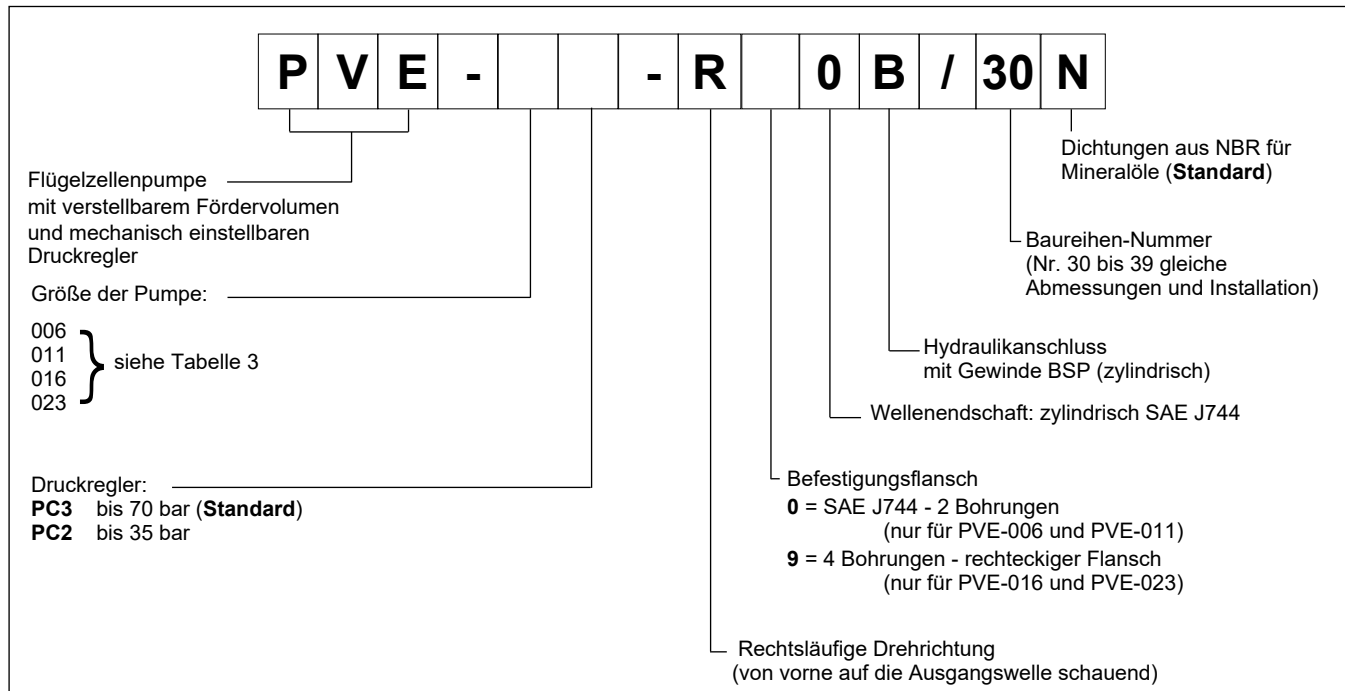 P V E - - R 0 B / 30 N
Flügelzellenpumpe
mit verstellbarem Fördervolumen
und mechanisch einstellbaren
Druckregler
Größe der Pumpe:
006
011
016
023
} siehe Tabelle 3
Druckregler:
PC3 bis 70 bar (Standard)
PC2 bis 35 bar
Dichtungen aus NBR für
Mineralöle (Standard)
Baureihen-Nummer
(Nr. 30 bis 39 gleiche
Abmessungen und Installation)
Hydraulikanschluss
mit Gewinde BSP (zylindrisch)
Wellenendschaft: zylindrisch SAE J744
Befestigungsflansch
0 = SAE J744 - 2 Bohrungen
(nur für PVE-006 und PVE-011)
9 = 4 Bohrungen - rechteckiger Flansch
(nur für PVE-016 und PVE-023)
Rechtsläufige Drehrichtung
(von vorne auf die Ausgangswelle schauend)